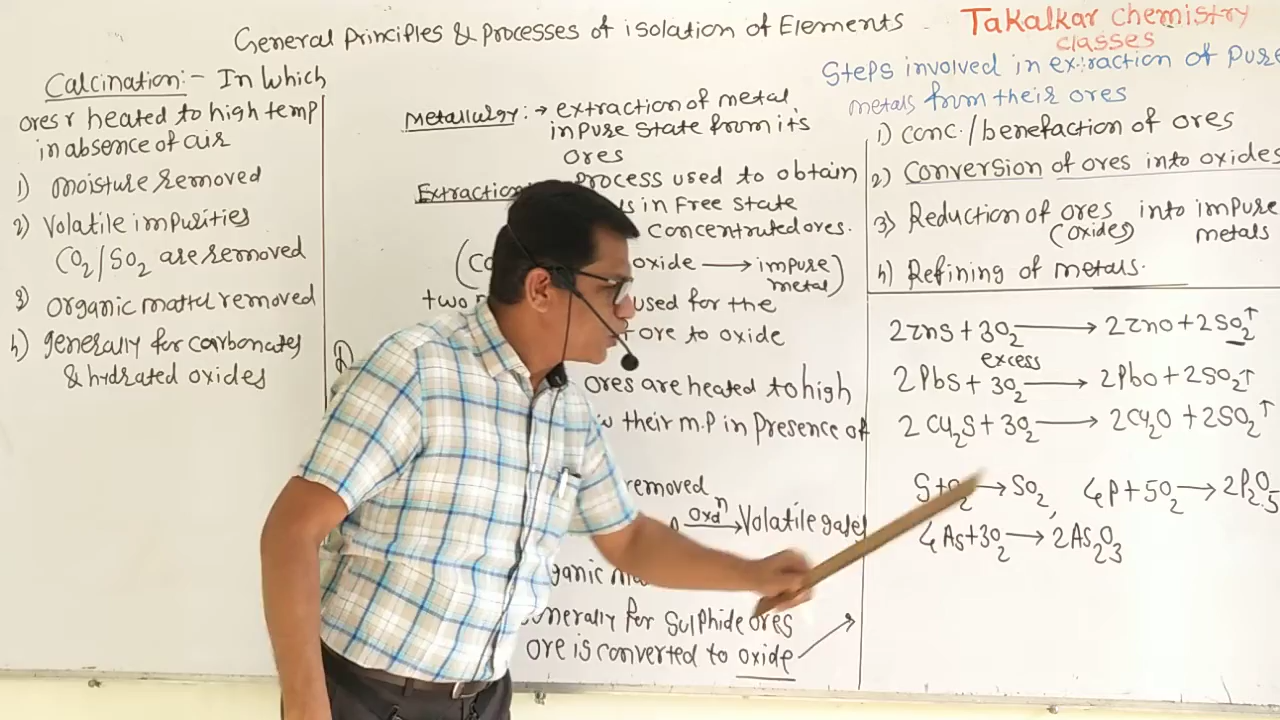 General Principles & Processes of isolation of Elements
Takalkar Chemistry
classes
Calcination:- In Which
ores r heated to high temp
in absence of air
1) moisture removed
2) Volatile impurities
CO2/SO2 are removed
3) organic mattel removed
4) generally for carbonates
& hydrated oxides
Metallurgy: → extraction of metal
in pure state from its
ores
Extraction process used to obtain
in Free State
concentrated ores.
oxide → impure
metal)
two used for the
ore to oxide
ores are heated to high
their m.p in Presence of
removed
oxdn → Volatile gases
generally for Sulphide ores
ore is converted to oxide
Steps involved in extraction of pure
metals from their ores
1) conc./benefaction of ores
2) Conversion of ores into oxides
3) Reduction of ores into impure
(oxides) metals
4) Refining of metals.
2ZnS + 3O2 → 2ZnO + 2SO2↑
excess
2PbS + 3O2 → 2PbO + 2SO2↑
2Cu2S + 3O2 → 2Cu2O + 2SO2↑
S+O2 → SO2, 4P+5O2 → 2P2O5
4As+3O2 → 2As2O3